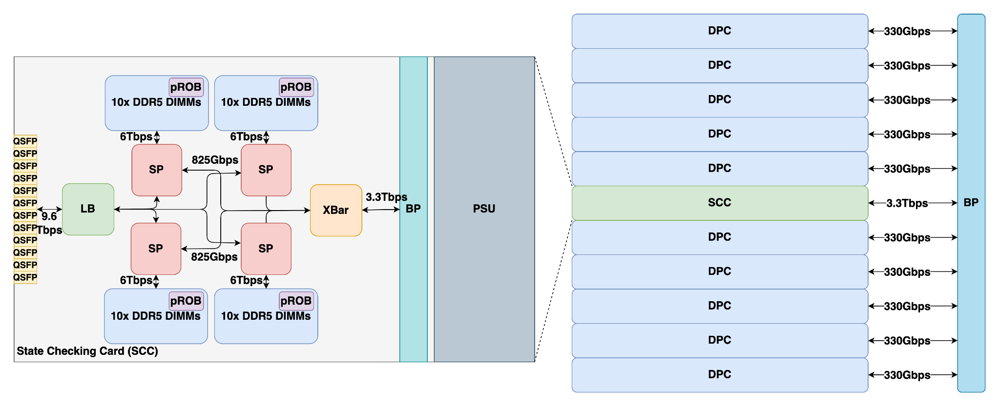 pROB
10x DDR5 DIMMs
pROB
10x DDR5 DIMMs
6Tbps
6Tbps
QSFP
QSFP
QSFP
QSFP
QSFP
QSFP
QSFP
QSFP
QSFP
QSFP
QSFP
QSFP
9.6
Tbps
LB
SP
825Gbps
SP
SP
825Gbps
SP
XBar
3.3Tbps
BP
PSU
6Tbps
6Tbps
pROB
10x DDR5 DIMMs
pROB
10x DDR5 DIMMs
State Checking Card (SCC)
DPC
330Gbps
DPC
330Gbps
DPC
330Gbps
DPC
330Gbps
DPC
330Gbps
SCC
3.3Tbps
BP
DPC
330Gbps
DPC
330Gbps
DPC
330Gbps
DPC
330Gbps
DPC
330Gbps